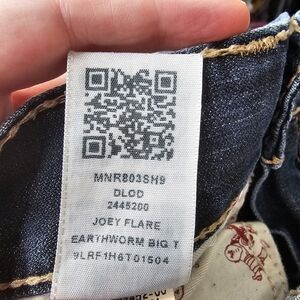 MNR803SH9
DLOD
2445200
JOEY FLARE
EARTHWORM BIG T
9LRF1H6T01504